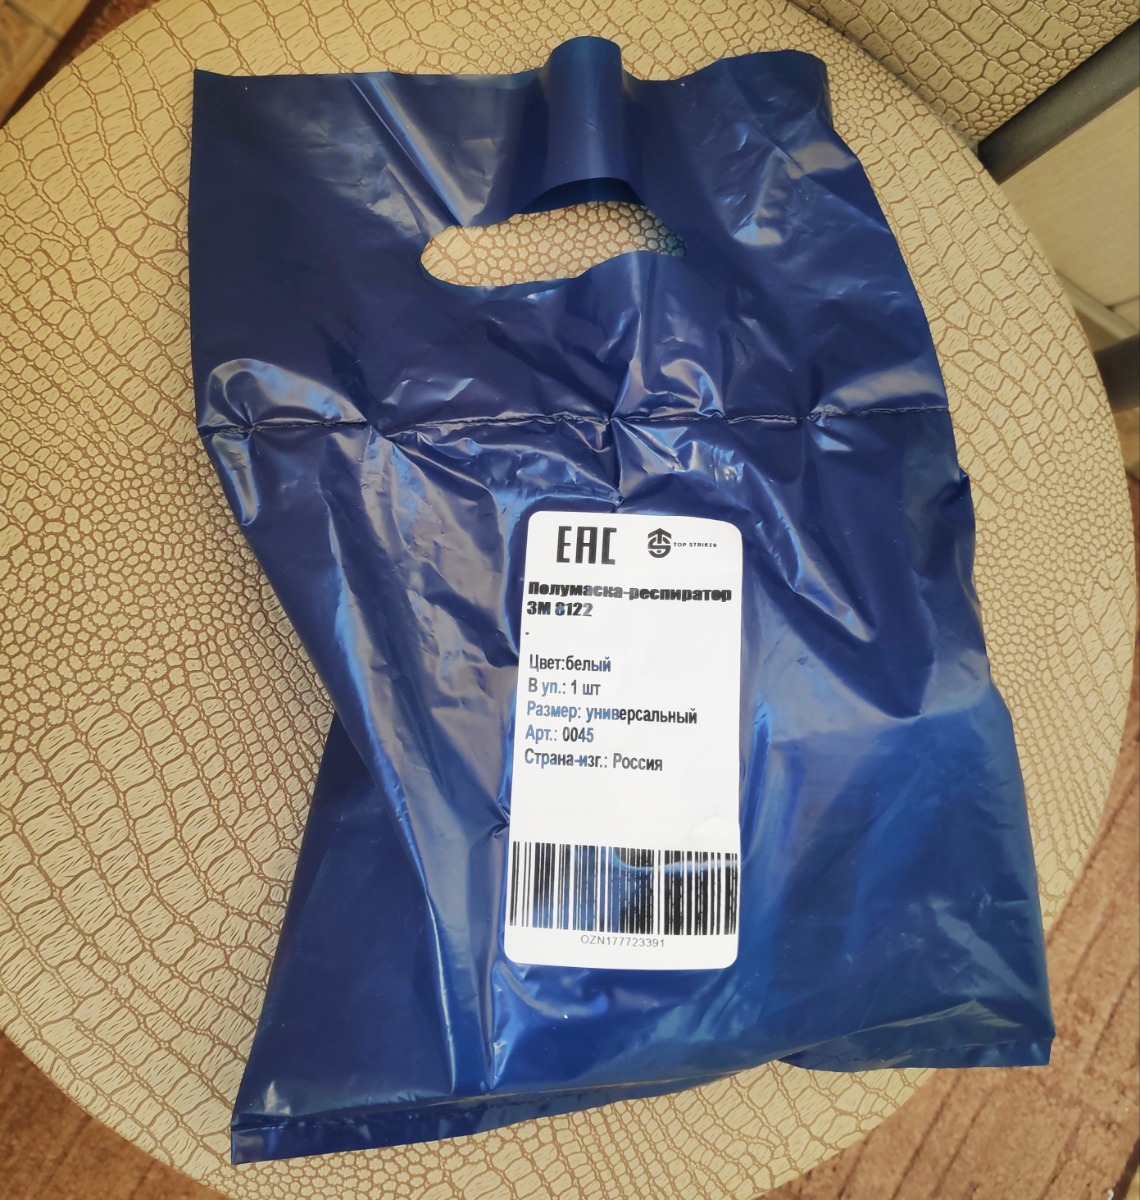 EAC TOP STRIKER
Полумаска-респиратор
3М 8122
-
Цвет:белый
В уп.: 1 шт
Размер: универсальный
Арт.: 0045
Страна-изг.: Россия
OZN177723391